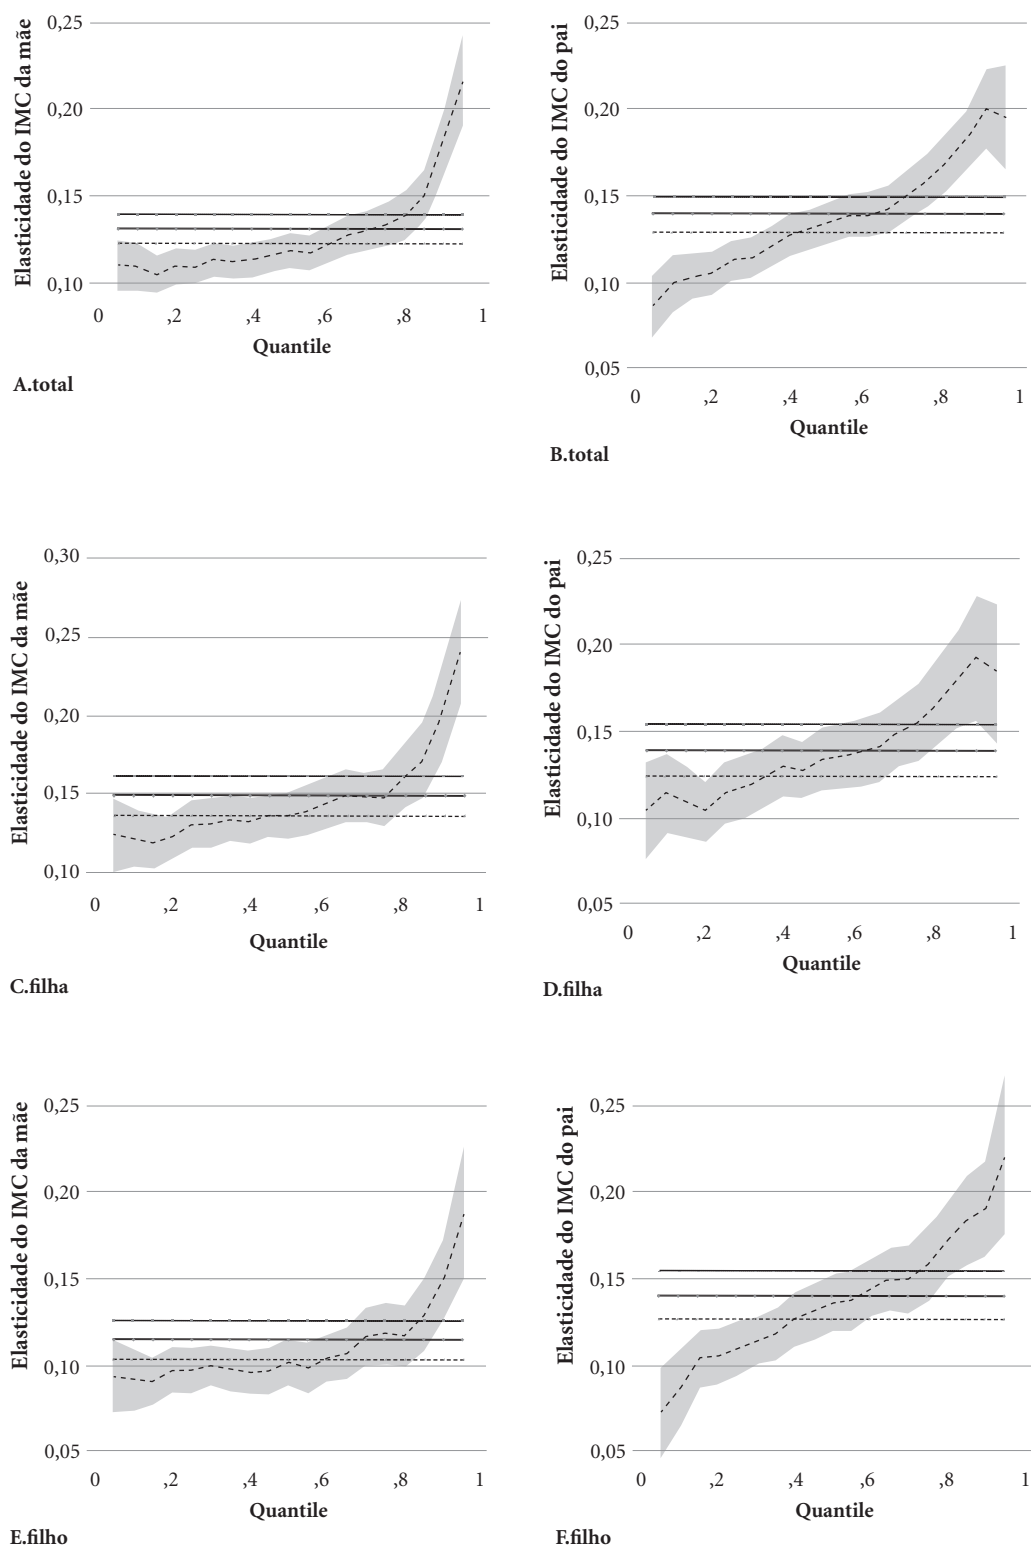 Elasticidade do IMC da mãe
0,25
0,20
0,15
0,10
0 ,2 ,4 ,6 ,8 1
Quantile
A.total
Elasticidade do IMC do pai
0,25
0,20
0,15
0,10
0,05
0 ,2 ,4 ,6 ,8 1
Quantile
B.total
Elasticidade do IMC da mãe
0,30
0,25
0,20
0,15
0,10
0 ,2 ,4 ,6 ,8 1
Quantile
C.filha
Elasticidade do IMC do pai
0,25
0,20
0,15
0,10
0,05
0 ,2 ,4 ,6 ,8 1
Quantile
D.filha
Elasticidade do IMC da mãe
0,25
0,20
0,15
0,10
0,05
0 ,2 ,4 ,6 ,8 1
Quantile
E.filho
Elasticidade do IMC do pai
0,25
0,20
0,15
0,10
0,05
0 ,2 ,4 ,6 ,8 1
Quantile
F.filho